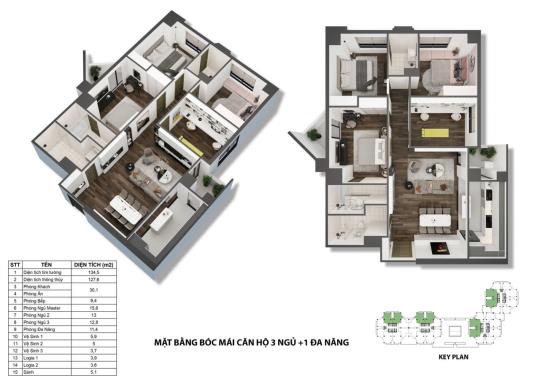 STT TÊN DIỆN TÍCH (m2)
1 Diện tích tim tường 134,5
2 Diện tích thông thủy 127,6
3 Phòng Khách 30,1
4 Phòng Ăn
5 Phòng Bếp 9,4
6 Phòng Ngủ Master 15,6
7 Phòng Ngủ 2 13
8 Phòng Ngủ 3 12,8
9 Phòng Đa Năng 11,4
10 Vệ Sinh 1 5,9
11 Vệ Sinh 2 5
12 Vệ Sinh 3 3,7
13 Logia 1 3,9
14 Logia 2 3,6
15 Sảnh 5,1
MẶT BẰNG BÓC MÁI CĂN HỘ 3 NGỦ +1 ĐA NĂNG
KEY PLAN